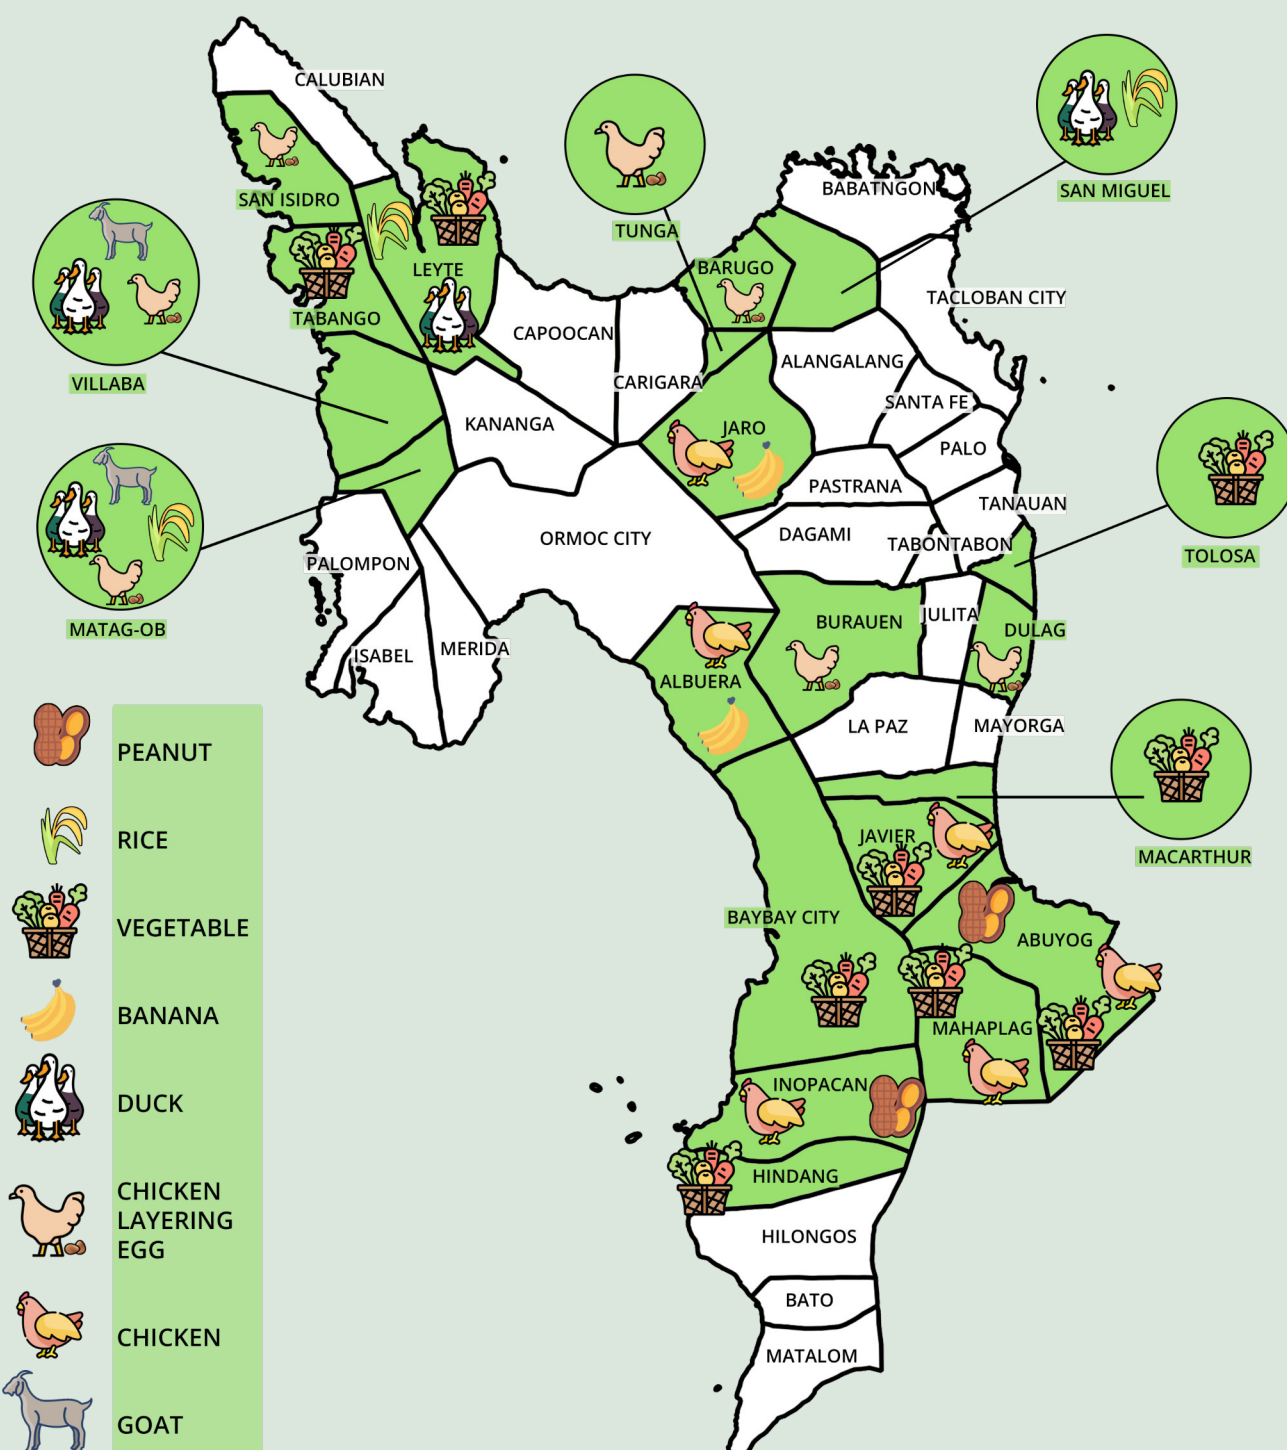 CALUBIAN
SAN ISIDRO
LEYTE
TABANGO
VILLABA
MATAG-OB
TUNGA
BARUGO
BABATNGON
SAN MIGUEL
TACLOBAN CITY
CAPOOCAN
CARIGARA
ALANGALANG
SANTA FE
KANANGA
JARO
PALO
PASTRANA
TANAUAN
DAGAMI
TABONTABON
TOLOSA
ORMOC CITY
PALOMPON
ISABEL
MERIDA
BURAUEN
JULITA
DULAG
ALBUERA
LA PAZ
MAYORGA
MACARTHUR
JAVIER
BAYBAY CITY
ABUYOG
MAHAPLAG
INOPACAN
HINDANG
HILONGOS
BATO
MATALOM
PEANUT
RICE
VEGETABLE
BANANA
DUCK
CHICKEN
LAYERING
EGG
CHICKEN
GOAT